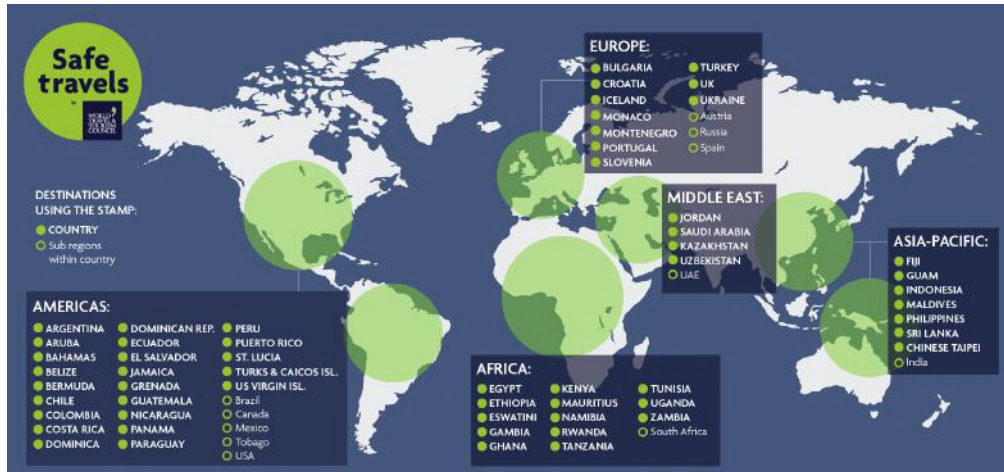 Safe
travels
by
WORLD
TRAVEL &
TOURISM
COUNCIL
DESTINATIONS
USING THE STAMP:
COUNTRY
Sub regions
within country
AMERICAS:
ARGENTINA
ARUBA
BAHAMAS
BELIZE
BERMUDA
CHILE
COLOMBIA
COSTA RICA
DOMINICA
DOMINICAN REP.
ECUADOR
EL SALVADOR
JAMAICA
GRENADA
GUATEMALA
NICARAGUA
PANAMA
PARAGUAY
PERU
PUERTO RICO
ST. LUCIA
TURKS & CAICOS ISL.
US VIRGIN ISL.
Brazil
Canada
Mexico
Tobago
USA
EUROPE:
BULGARIA
CROATIA
ICELAND
MONACO
MONTENEGRO
PORTUGAL
SLOVENIA
TURKEY
UK
UKRAINE
Austria
Russia
Spain
MIDDLE EAST:
JORDAN
SAUDI ARABIA
KAZAKHSTAN
UZBEKISTAN
UAE
AFRICA:
EGYPT
ETHIOPIA
ESWATINI
GAMBIA
GHANA
KENYA
MAURITIUS
NAMIBIA
RWANDA
TANZANIA
TUNISIA
UGANDA
ZAMBIA
South Africa
ASIA-PACIFIC:
FIJI
GUAM
INDONESIA
MALDIVES
PHILIPPINES
SRI LANKA
CHINESE TAIPEI
India